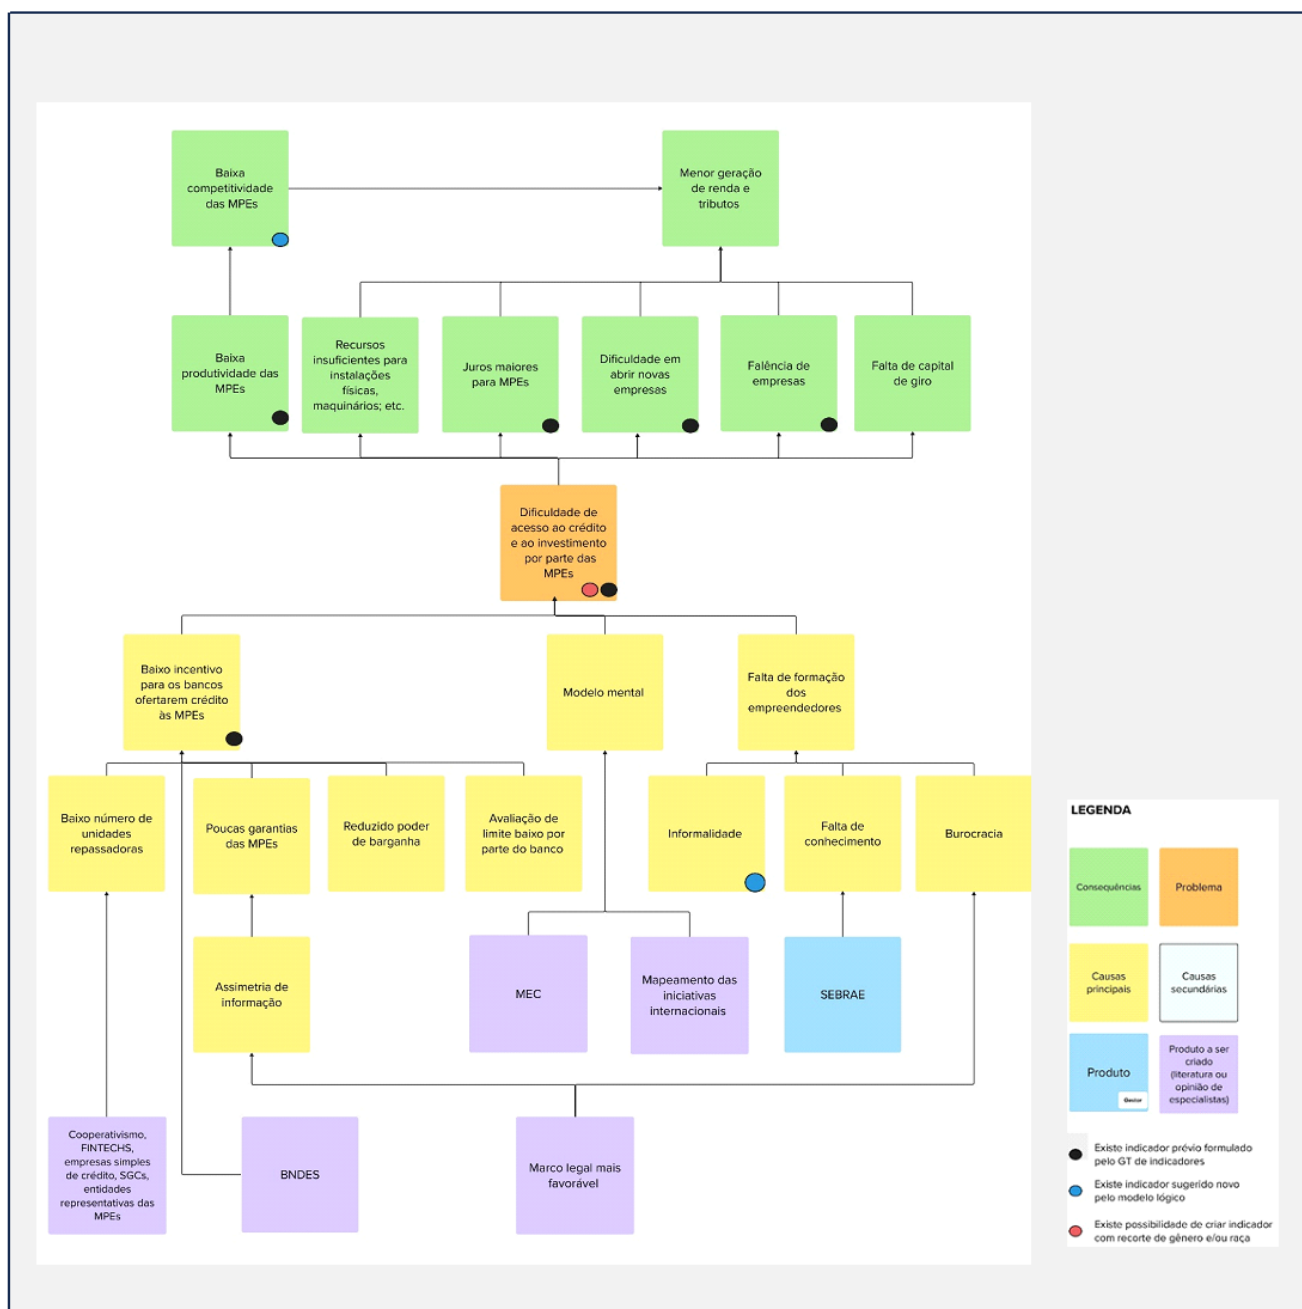 Baixa
competitividade
das MPEs
Menor geração
de renda e
tributos
Baixa
produtividade das
MPEs
Recursos
insuficientes para
instalações
físicas,
maquinários; etc.
Juros maiores
para MPEs
Dificuldade em
abrir novas
empresas
Falência de
empresas
Falta de capital
de giro
Dificuldade de
acesso ao crédito
e ao investimento
por parte das
MPEs
Baixo incentivo
para os bancos
ofertarem crédito
às MPEs
Modelo mental
Falta de formação
dos
empreendedores
Baixo número de
unidades
repassadoras
Poucas garantias
das MPEs
Reduzido poder
de barganha
Avaliação de
limite baixo por
parte do banco
Informalidade
Falta de
conhecimento
Burocracia
Assimetria de
informação
MEC
Mapeamento das
iniciativas
internacionais
SEBRAE
Cooperativismo,
FINTECHS,
empresas simples
de crédito, SGCs,
entidades
representativas das
MPEs
BNDES
Marco legal mais
favorável
LEGENDA
Consequências
Problema
Causas
principais
Causas
secundárias
Produto
Gestor
Produto a ser
criado
(literatura ou
opinião de
especialistas)
Existe indicador prévio formulado
pelo GT de indicadores
Existe indicador sugerido novo
pelo modelo lógico
Existe possibilidade de criar indicador
com recorte de gênero e/ou raça